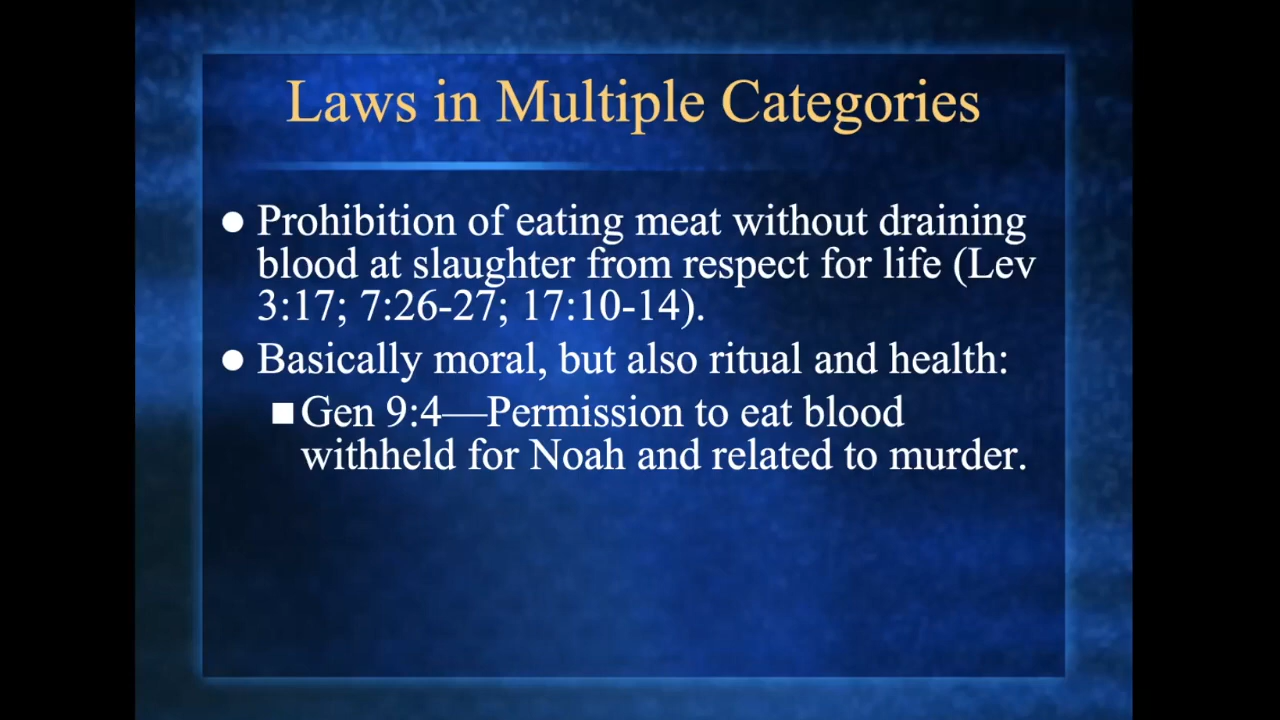 Laws in Multiple Categories
● Prohibition of eating meat without draining
blood at slaughter from respect for life (Lev
3:17; 7:26-27; 17:10-14).
● Basically moral, but also ritual and health:
■ Gen 9:4—Permission to eat blood
withheld for Noah and related to murder.